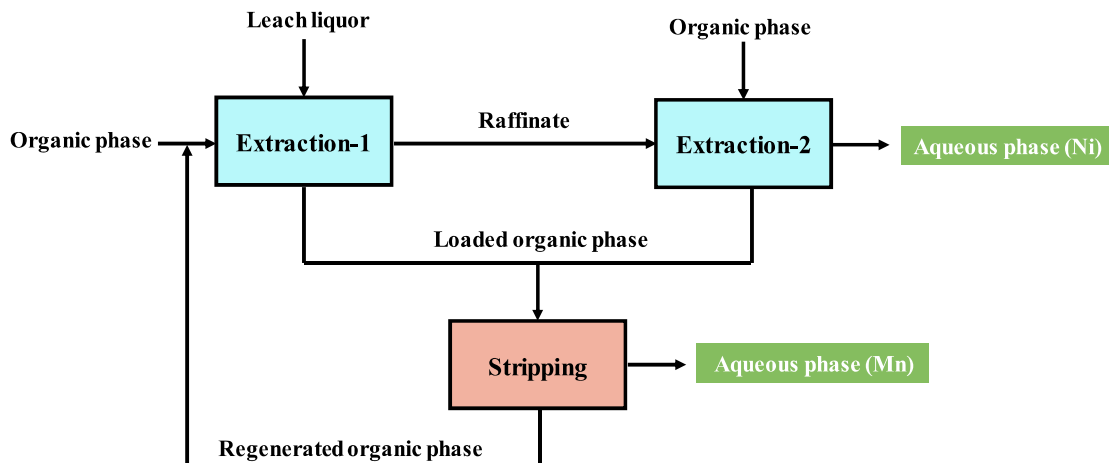 Leach liquor
Organic phase
Organic phase
Extraction-1
Raffinate
Extraction-2
Aqueous phase (Ni)
Loaded organic phase
Stripping
Aqueous phase (Mn)
Regenerated organic phase